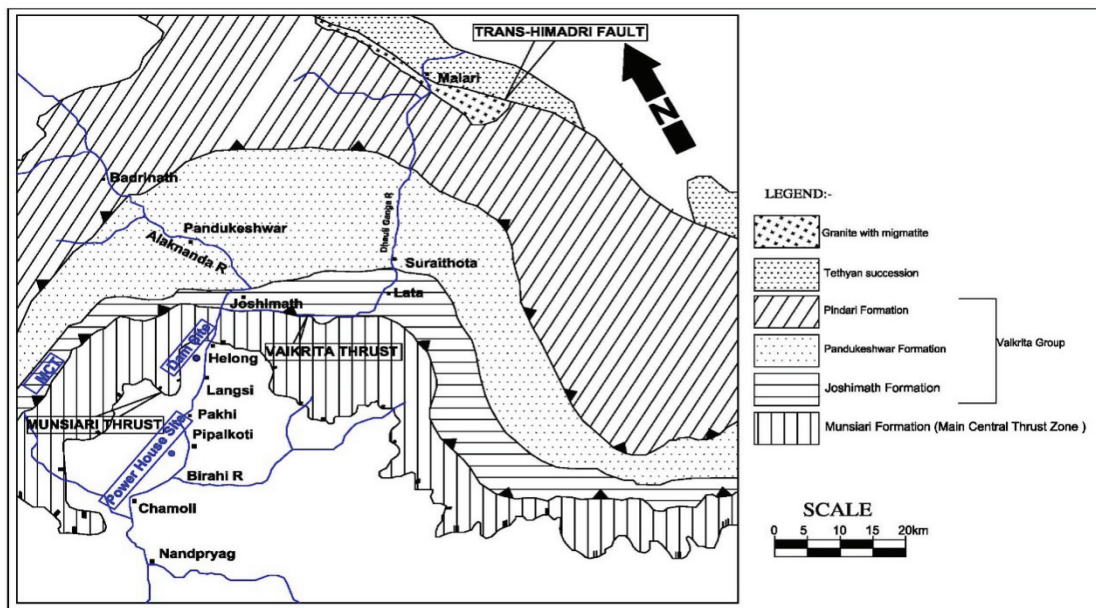 TRANS-HIMADRI FAULT
N
Malari
Badrinath
Pandukeshwar
Alaknanda R
Dhauli Ganga R
Suraithota
Lata
Joshimath
MCT
Dam Site
VAIKRITA THRUST
Helong
Langsi
MUNSIARI THRUST
Pakhi
Power House Site
Pipalkoti
Birahi R
Chamoli
Nandpryag
LEGEND:-
Granite with migmatite
Tethyan succession
Pindari Formation
Pandukeshwar Formation
Vaikrita Group
Joshimath Formation
Munsiari Formation (Main Central Thrust Zone )
SCALE
0 5 10 15 20km